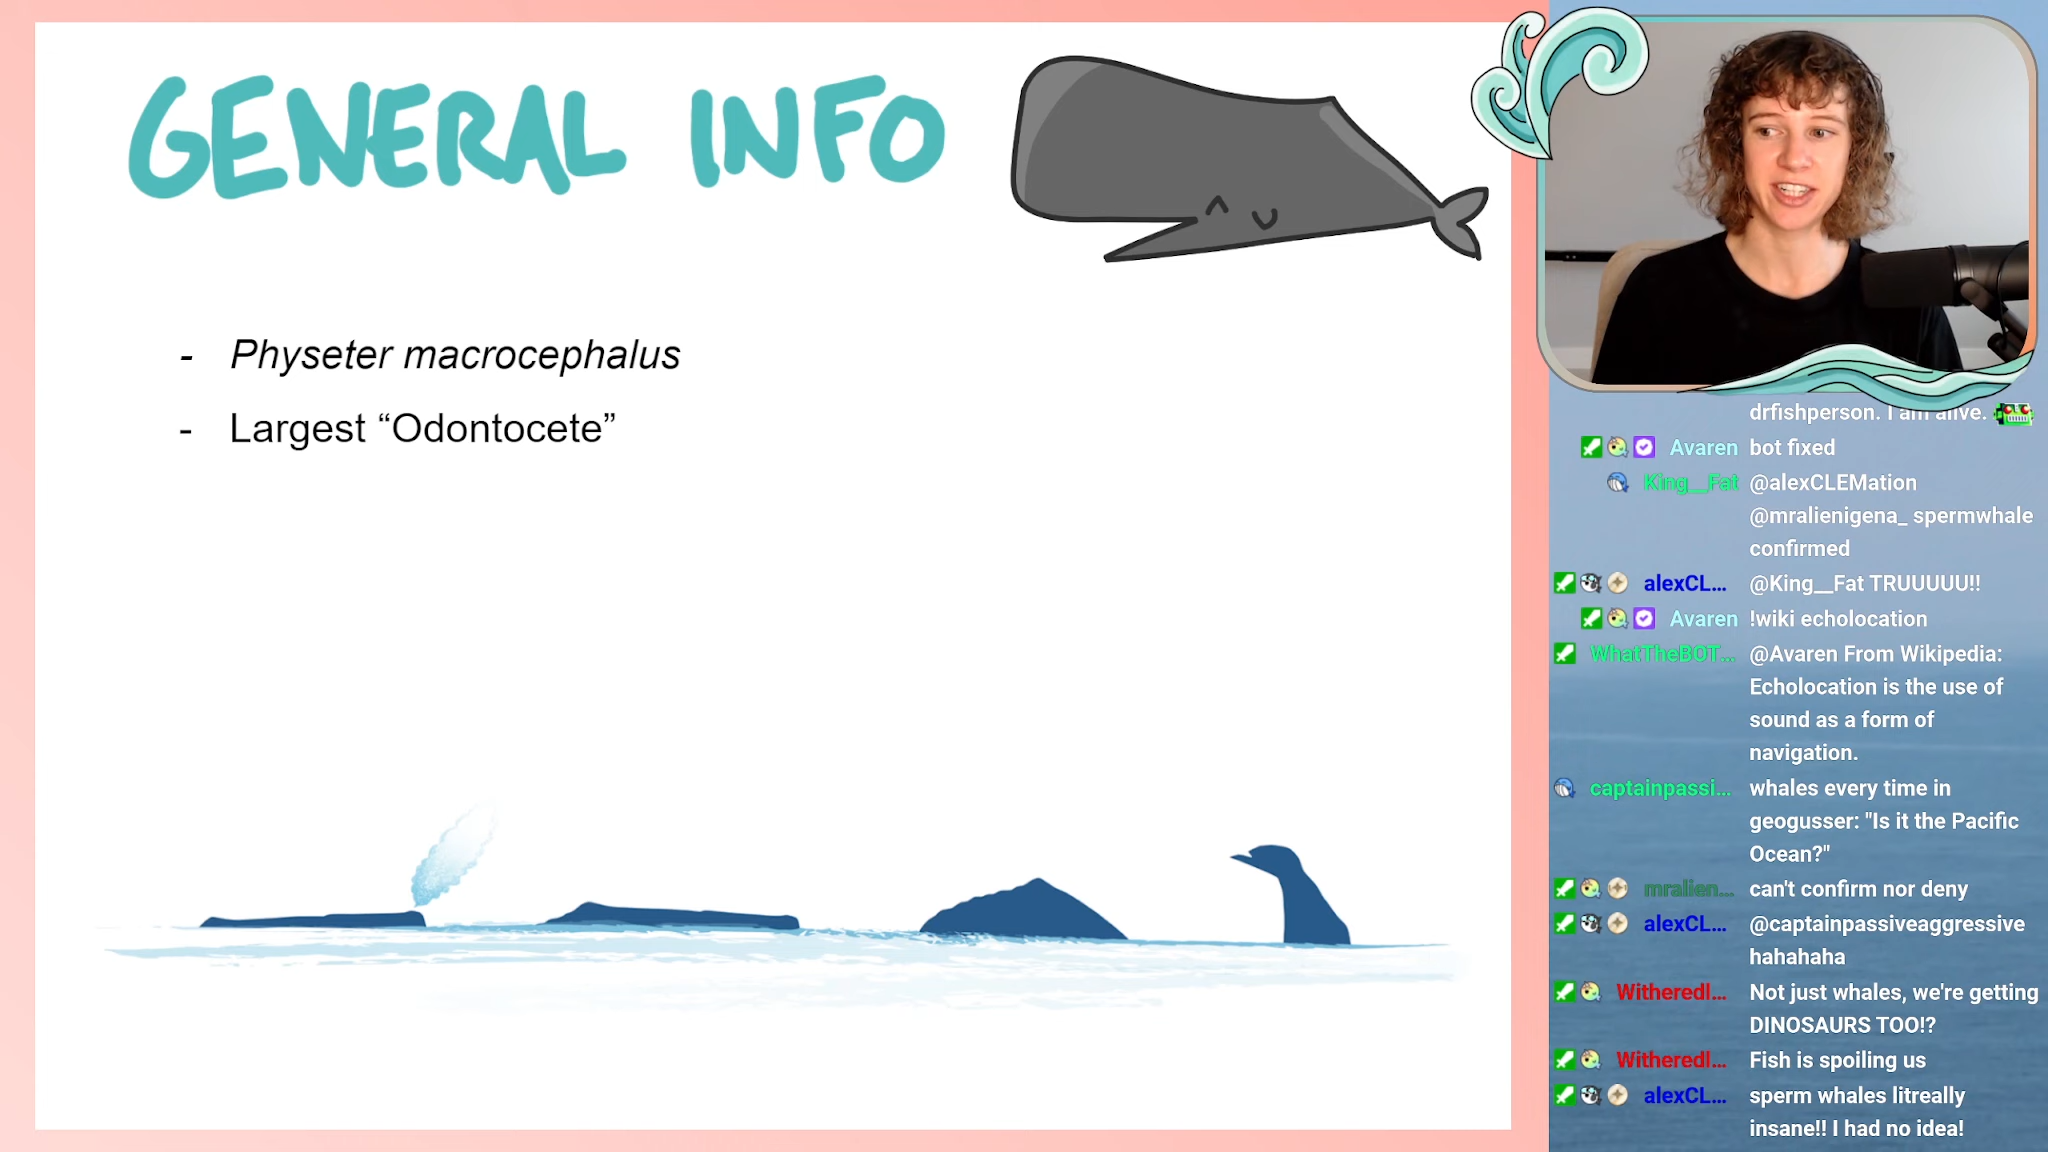 GENERAL INFO
- Physeter macrocephalus
- Largest “Odontocete”
drfishperson. I am alive.
Avaren bot fixed
King__Fat @alexCLEMation
@mralienigena_ spermwhale
confirmed
alexCL... @King__Fat TRUUUUU!!
Avaren !wiki echolocation
WhatTheBOT... @Avaren From Wikipedia:
Echolocation is the use of
sound as a form of
navigation.
captainpassi... whales every time in
geogusser: "Is it the Pacific
Ocean?"
mralien... can't confirm nor deny
alexCL... @captainpassiveaggressive
hahahaha
Witheredl... Not just whales, we're getting
DINOSAURS TOO!?
Witheredl... Fish is spoiling us
alexCL... sperm whales litreally
insane!! I had no idea!